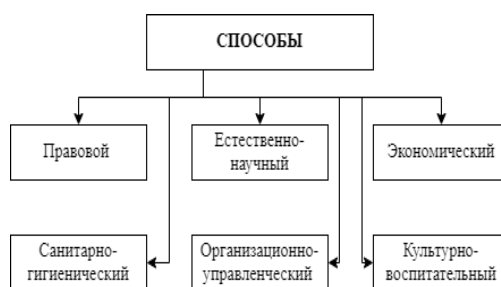 СПОСОБЫ
Правовой
Естественно-
научный
Экономический
Санитарно-
гигиенический
Организационно-
управленческий
Культурно-
воспитательный